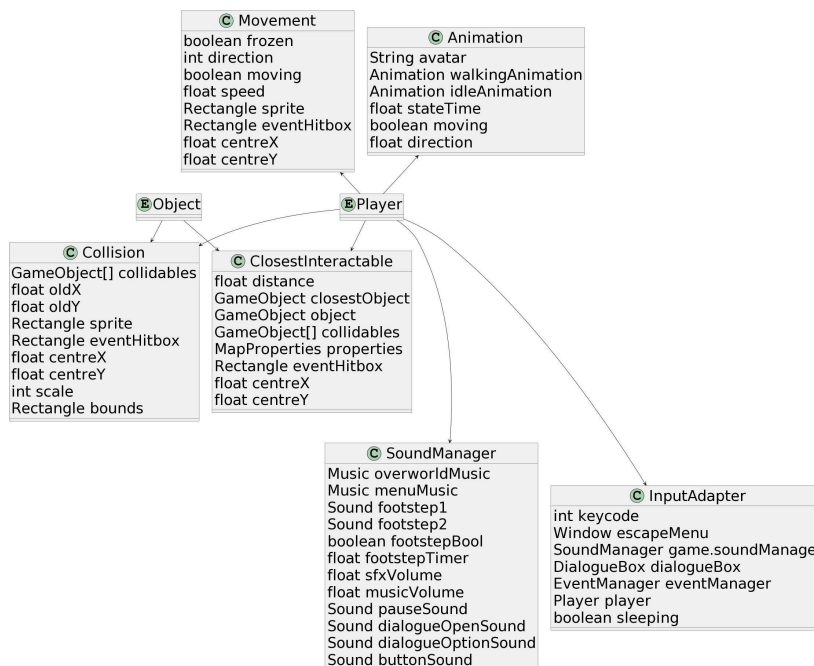 C Movement
boolean frozen
int direction
boolean moving
float speed
Rectangle sprite
Rectangle eventHitbox
float centreX
float centreY
C Animation
String avatar
Animation walkingAnimation
Animation idleAnimation
float stateTime
boolean moving
float direction
E Object
E Player
C Collision
GameObject[] collidables
float oldX
float oldY
Rectangle sprite
Rectangle eventHitbox
float centreX
float centreY
int scale
Rectangle bounds
C ClosestInteractable
float distance
GameObject closestObject
GameObject object
GameObject[] collidables
MapProperties properties
Rectangle eventHitbox
float centreX
float centreY
C SoundManager
Music overworldMusic
Music menuMusic
Sound footstep1
Sound footstep2
boolean footstepBool
float footstepTimer
float sfxVolume
float musicVolume
Sound pauseSound
Sound dialogueOpenSound
Sound dialogueOptionSound
Sound buttonSound
C InputAdapter
int keycode
Window escapeMenu
SoundManager game.soundManage
DialogueBox dialogueBox
EventManager eventManager
Player player
boolean sleeping